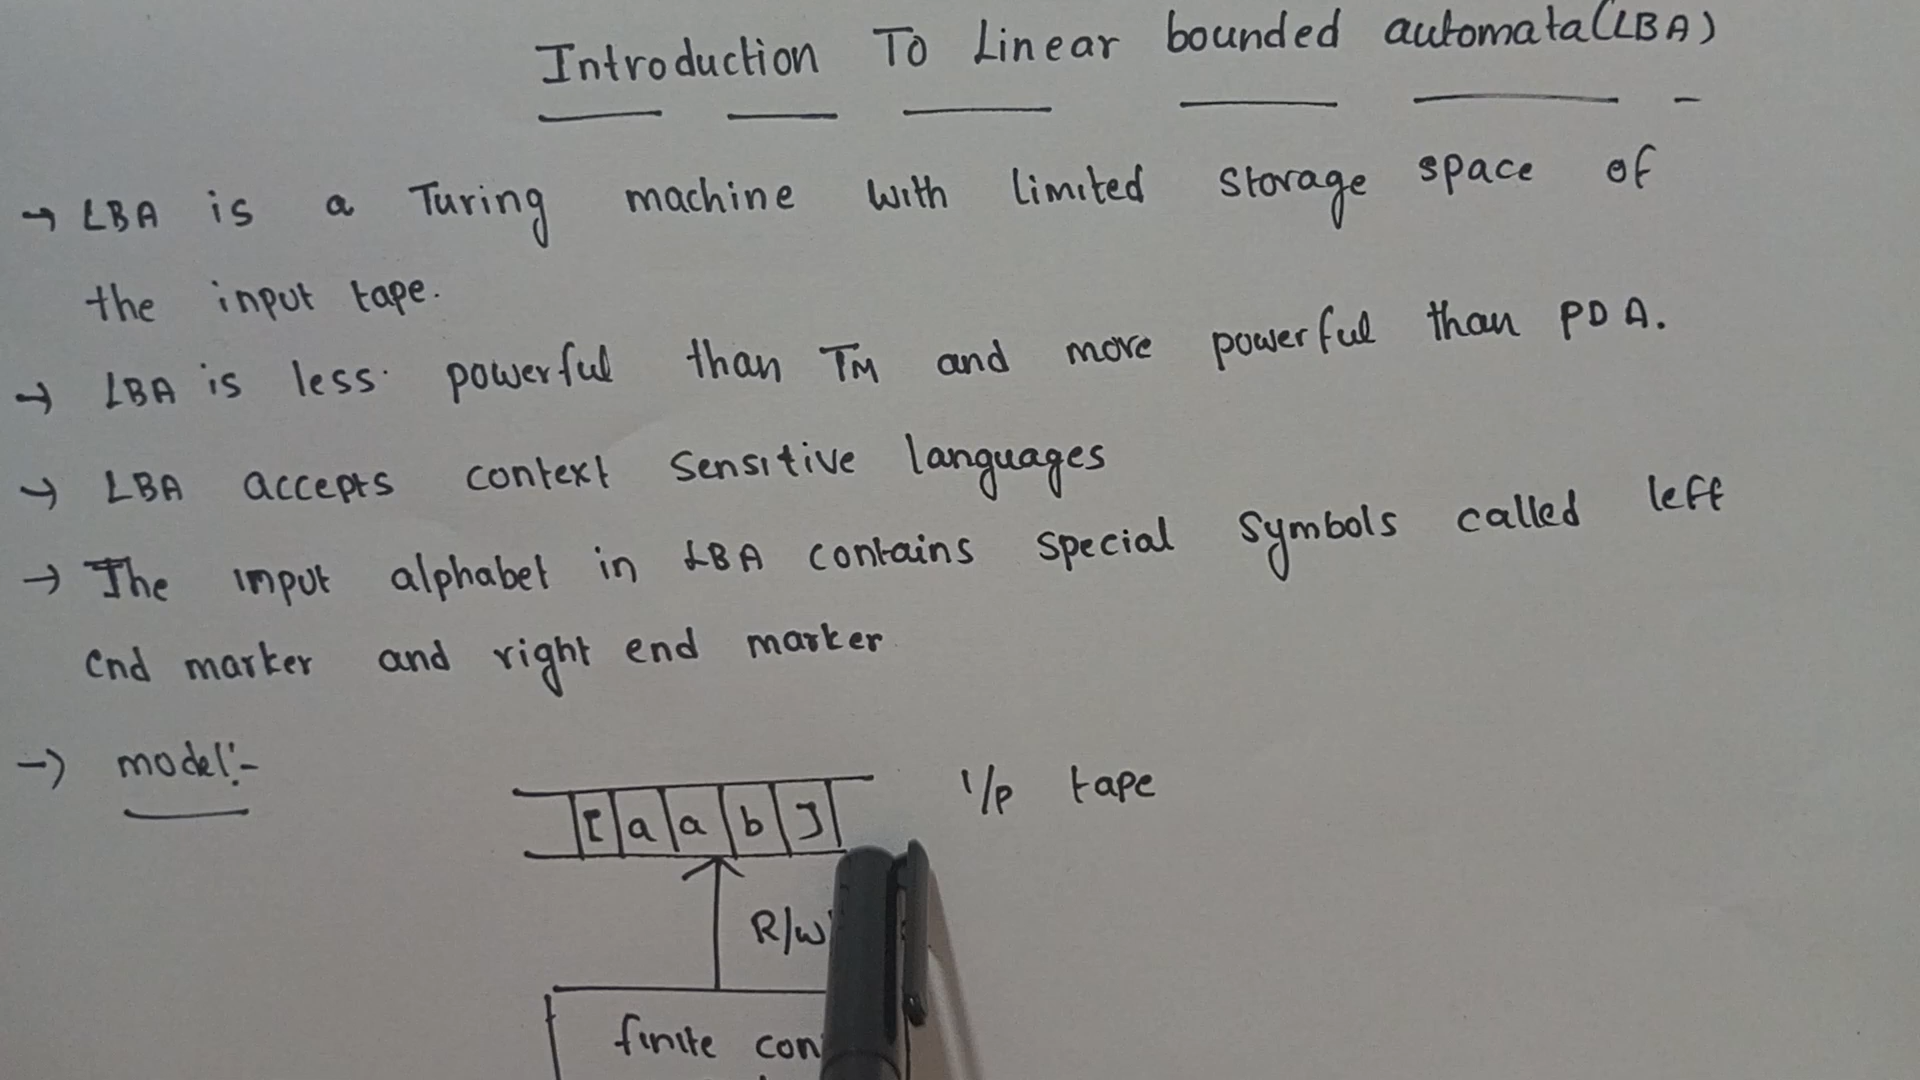 Introduction To Linear bounded automata(LBA)
→ LBA is a Turing machine with limited storage space of
the input tape.
→ LBA is less powerful than TM and more powerful than PDA.
→ LBA accepts context sensitive languages
→ The input alphabet in LBA contains special symbols called left
end marker and right end marker
→ model:-
[ a a b ] i/p tape
R/W
finite